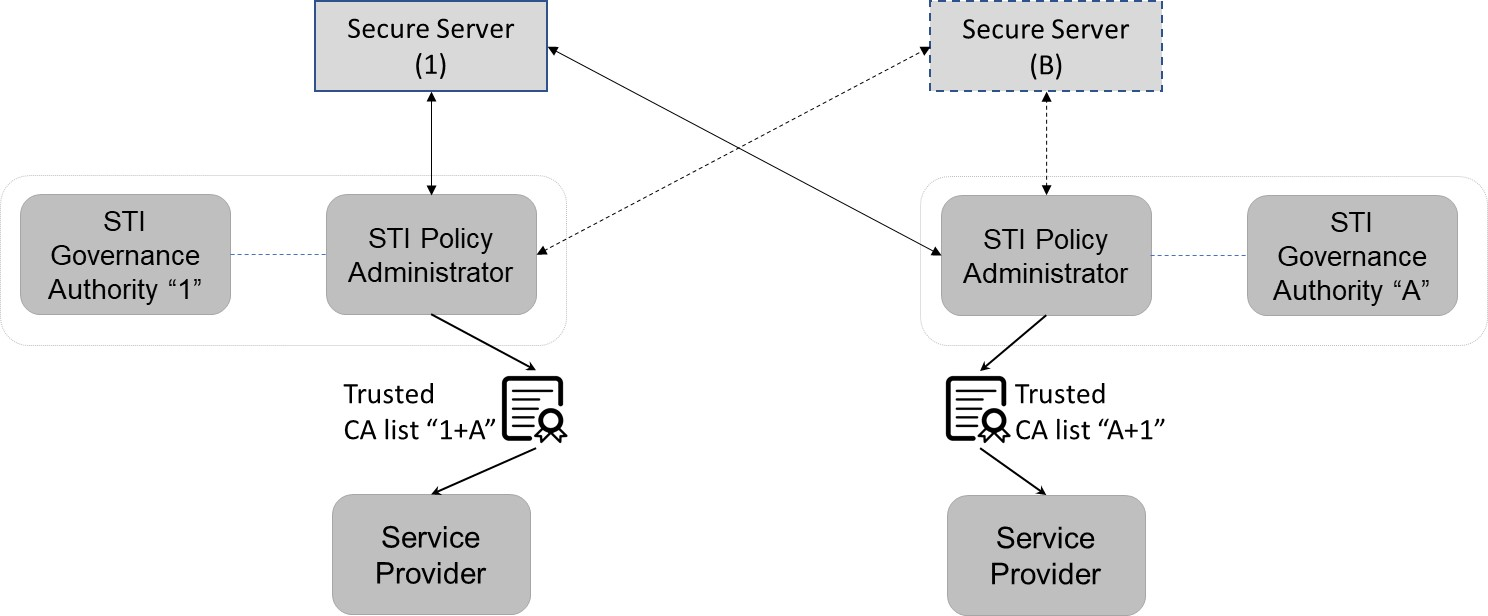 Secure Server
(1)
Secure Server
(B)
STI
Governance
Authority “1”
STI Policy
Administrator
STI Policy
Administrator
STI
Governance
Authority “A”
Trusted
CA list “1+A”
Trusted
CA list “A+1”
Service
Provider
Service
Provider